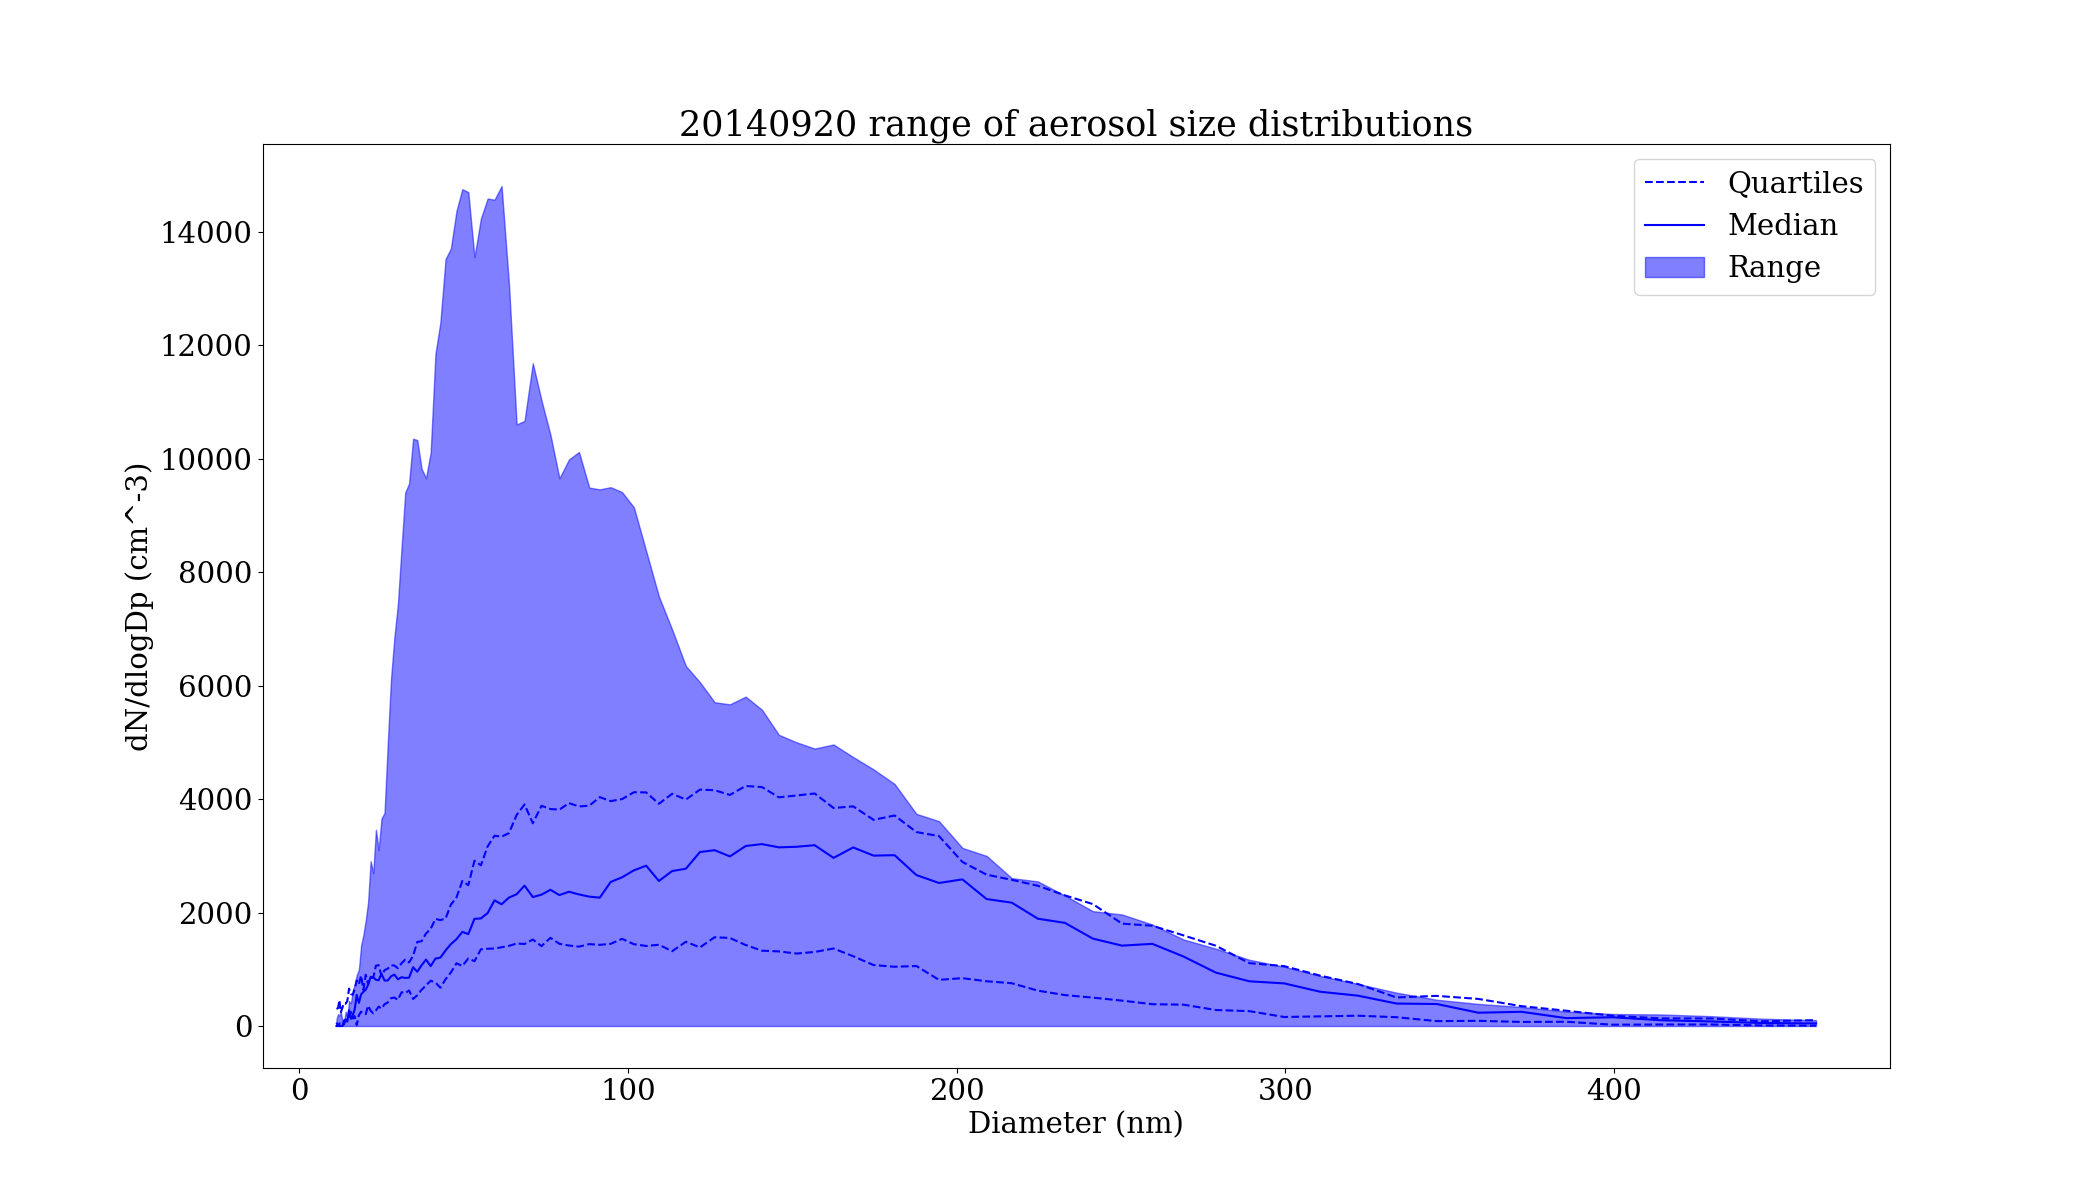 20140920 range of aerosol size distributions
Quartiles
Median
Range
dN/dlogDp (cm^-3)
14000
12000
10000
8000
6000
4000
2000
0
0 100 200 300 400
Diameter (nm)